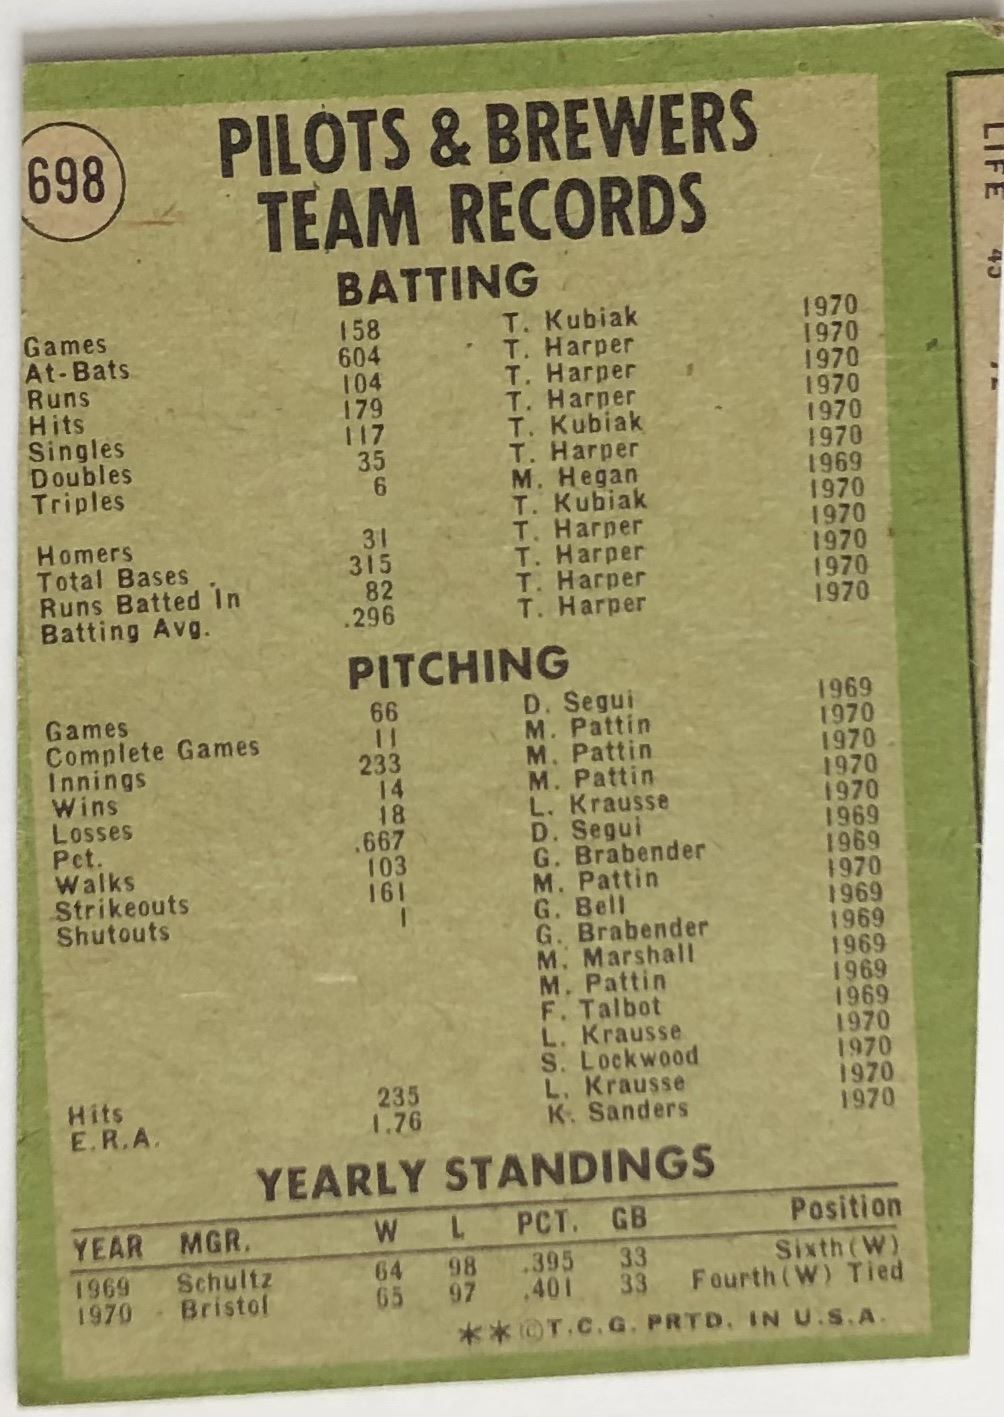 698
PILOTS & BREWERS
TEAM RECORDS
BATTING
Games 158 T. Kubiak 1970
At-Bats 604 T. Harper 1970
Runs 104 T. Harper 1970
Hits 179 T. Harper 1970
Singles 117 T. Kubiak 1970
Doubles 35 T. Harper 1970
Triples 6 M. Hegan 1969
T. Kubiak 1970
Homers 31 T. Harper 1970
Total Bases 315 T. Harper 1970
Runs Batted In 82 T. Harper 1970
Batting Avg. .296 T. Harper 1970
PITCHING
Games 66 D. Segui 1969
Complete Games 11 M. Pattin 1970
Innings 233 M. Pattin 1970
Wins 14 M. Pattin 1970
Losses 18 L. Krausse 1970
Pct. .667 D. Segui 1969
Walks 103 G. Brabender 1969
Strikeouts 161 M. Pattin 1970
Shutouts 1 G. Bell 1969
G. Brabender 1969
M. Marshall 1969
M. Pattin 1969
F. Talbot 1969
L. Krausse 1970
S. Lockwood 1970
Hits 235 L. Krausse 1970
E.R.A. 1.76 K. Sanders 1970
YEARLY STANDINGS
YEAR MGR. W L PCT. GB Position
1969 Schultz 64 98 .395 33 Sixth(W)
1970 Bristol 65 97 .401 33 Fourth(W) Tied
**©T.C.G. PRTD. IN U.S.A.
LIFE